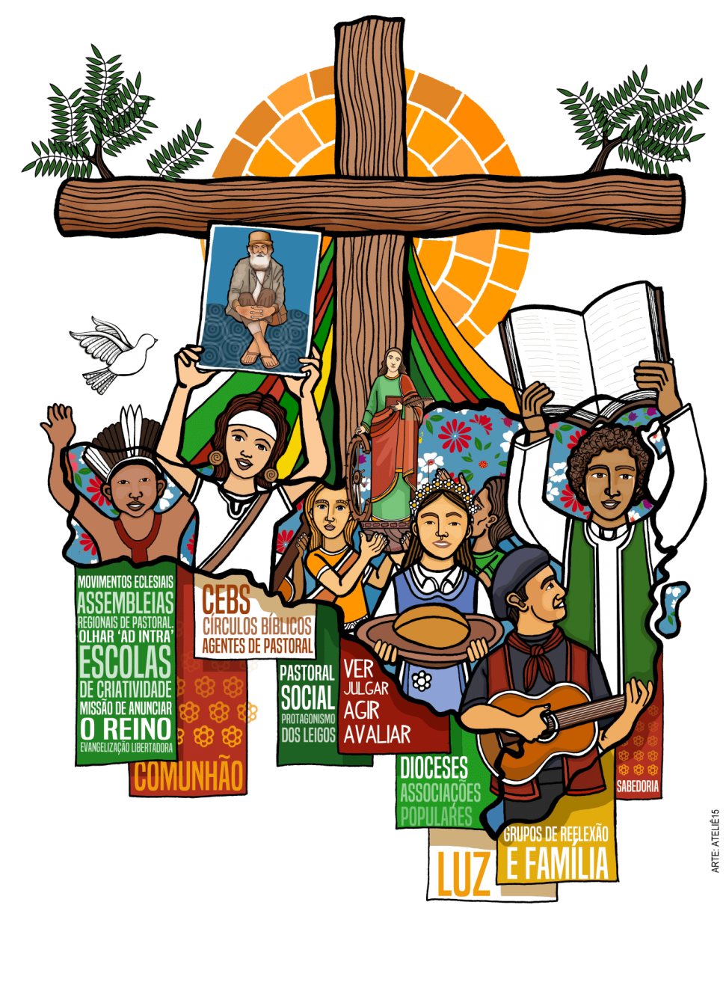 MOVIMENTOS ECLESIAIS
ASSEMBLEIAS
REGIONAIS DE PASTORAL,
OLHAR 'AD INTRA'
ESCOLAS
DE CRIATIVIDADE
MISSÃO DE ANUNCIAR
O REINO
EVANGELIZAÇÃO LIBERTADORA
COMUNHÃO
CEBS
CÍRCULOS BÍBLICOS
AGENTES DE PASTORAL
PASTORAL
SOCIAL
PROTAGONISMO
DOS LEIGOS
VER
JULGAR
AGIR
AVALIAR
DIOCESES
ASSOCIAÇÕES
POPULARES
LUZ
GRUPOS DE REFLEXÃO
E FAMÍLIA
SABEDORIA
ARTE: ATELIÊ15